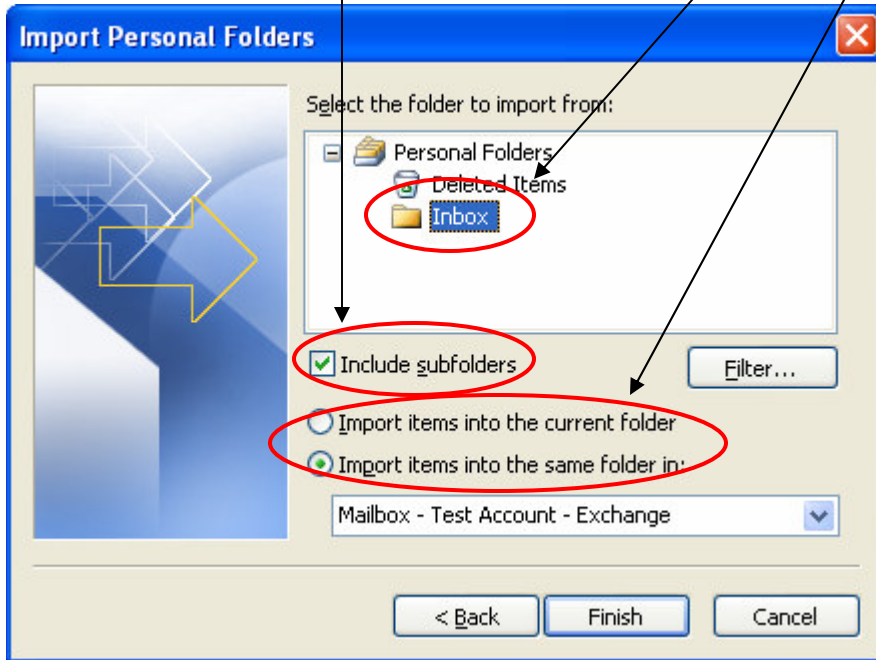 Import Personal Folders
Select the folder to import from:
Personal Folders
Deleted Items
Inbox
Include subfolders
Filter...
Import items into the current folder
Import items into the same folder in:
Mailbox - Test Account - Exchange
< Back
Finish
Cancel